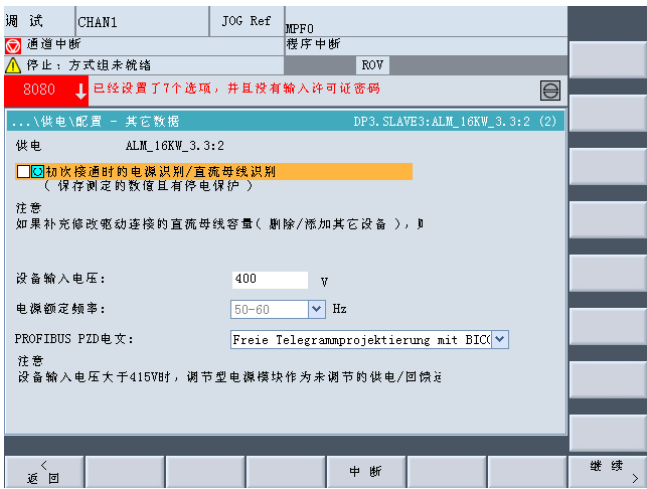 调 试 CHAN1 JOG Ref MPF0
通道中断 程序中断
停止：方式组未就绪 ROV
8080 已经设置了7个选项，并且没有输入许可证密码
...\供电\配置 - 其它数据 DP3.SLAVE3:ALM_16KW_3.3:2 (2)
供电 ALM_16KW_3.3:2
初次接通时的电源识别/直流母线识别
（ 保存测定的数值且有停电保护 ）
注意
如果补充修改驱动连接的直流母线容量（ 删除/添加其它设备 ），
设备输入电压： 400 V
电源额定频率： 50-60 Hz
PROFIBUS PZD电文： Freie Telegrammprojektierung mit BICO
注意
设备输入电压大于415V时，调节型电源模块作为未调节的供电/回馈
< 返 回 中 断 继 续 >